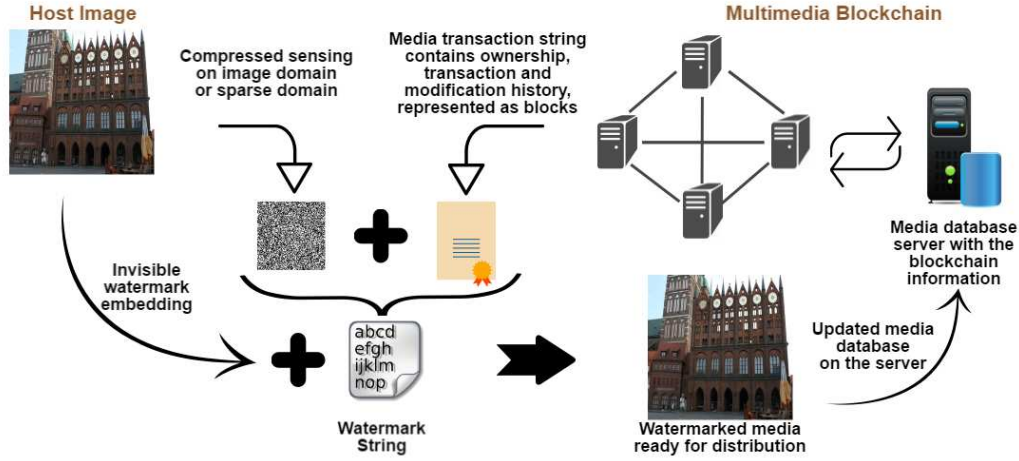 Host Image
Multimedia Blockchain
Compressed sensing
on image domain
or sparse domain
Media transaction string
contains ownership,
transaction and
modification history,
represented as blocks
Invisible
watermark
embedding
abcd
efgh
ijklm
nop
Watermark
String
Media database
server with the
blockchain
information
Updated media
database
on the server
Watermarked media
ready for distribution